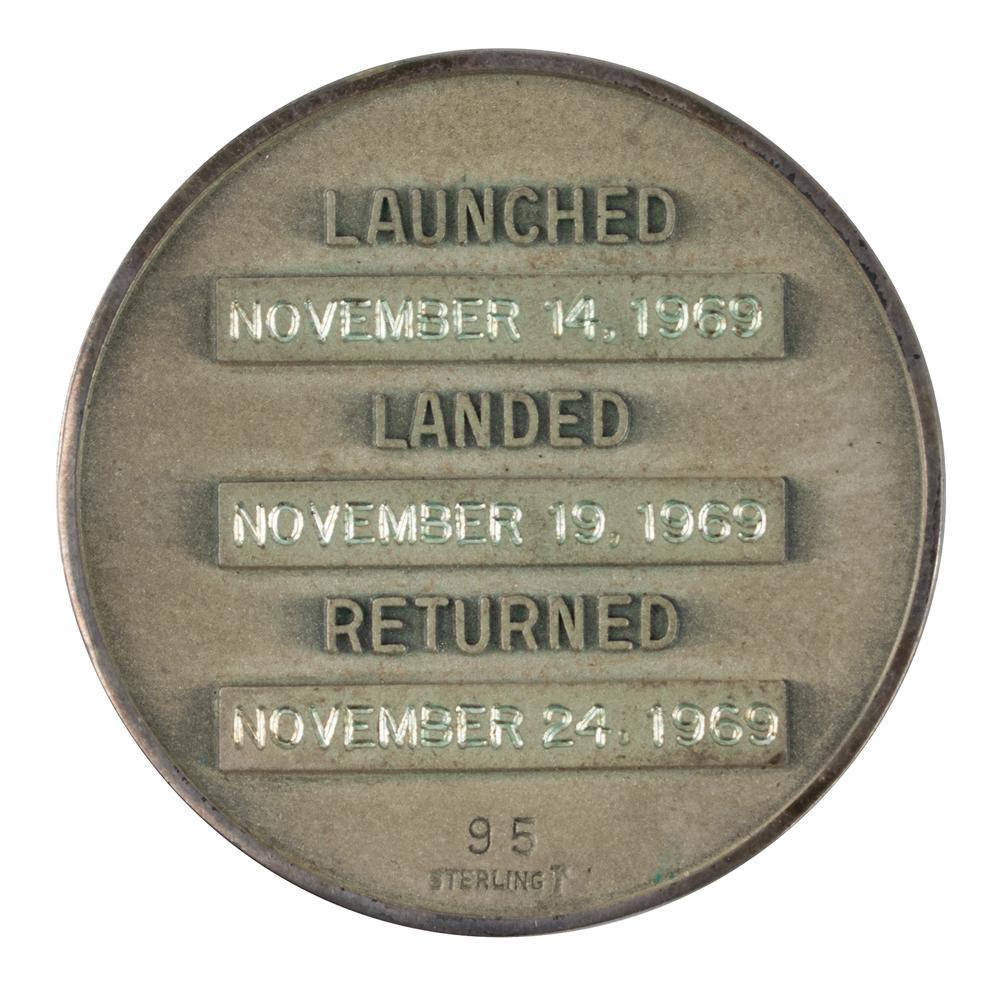 LAUNCHED
NOVEMBER 14, 1969
LANDED
NOVEMBER 19, 1969
RETURNED
NOVEMBER 24, 1969
95
STERLING